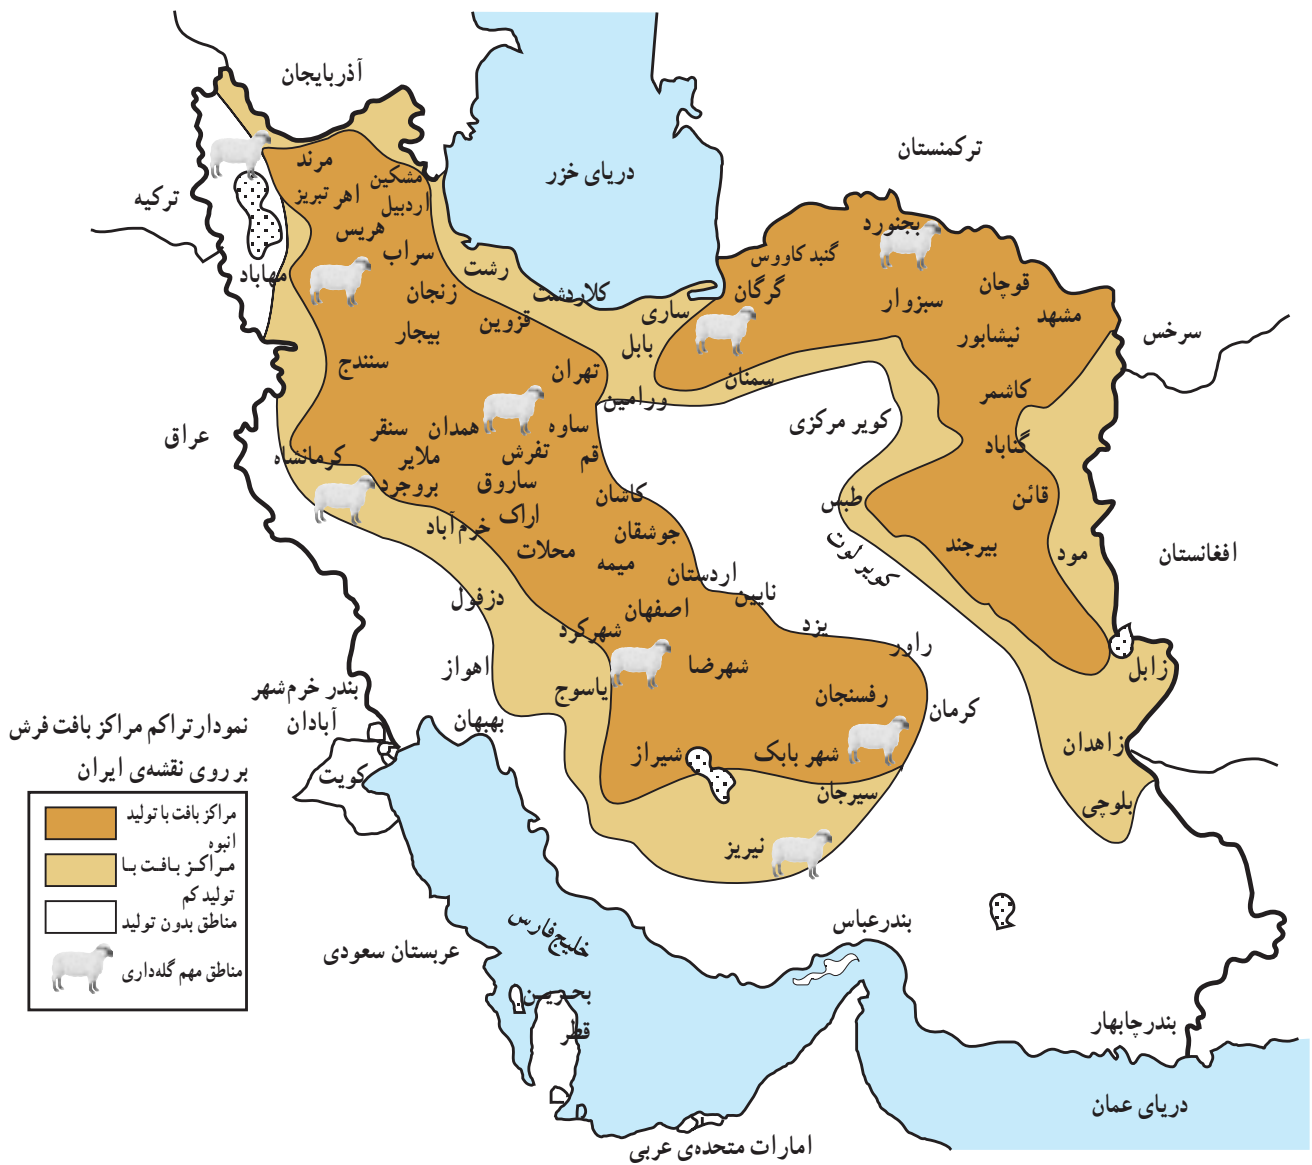 آذربایجان
ترکمنستان
دریای خزر
ترکیه
مرند
مشکین
اهر
تبریز
اردبیل
هریس
سراب
مهاباد
زنجان
رشت
کلاردشت
قزوین
بیجار
سنندج
ساری
بابل
تهران
ورامین
بجنورد
گنبد کاووس
گرگان
قوچان
سبزوار
مشهد
نیشابور
سرخس
سمنان
کاشمر
کویر مرکزی
گناباد
عراق
سنقر
همدان
ساوه
کرمانشاه
ملایر
تفرش
قم
بروجرد
ساروق
کاشان
طبس
قائن
خرم‌آباد
اراک
جوشقان
محلات
میمه
بیرجند
مود
کویر لوت
افغانستان
اردستان
نایین
دزفول
اصفهان
شهرکرد
یزد
راور
اهواز
شهرضا
زابل
یاسوج
رفسنجان
کرمان
بندر خرم‌شهر
آبادان
بهبهان
شیراز
شهر بابک
زاهدان
کویت
سیرجان
بلوچی
نیریز
نمودار تراکم مراکز بافت فرش
بر روی نقشه‌ی ایران
مراکز بافت با تولید
انبوه
مراکز بافت با
تولید کم
مناطق بدون تولید
مناطق مهم گله‌داری
خلیج‌فارس
بندرعباس
عربستان سعودی
بحرین
قطر
بندرچابهار
دریای عمان
امارات متحده‌ی عربی